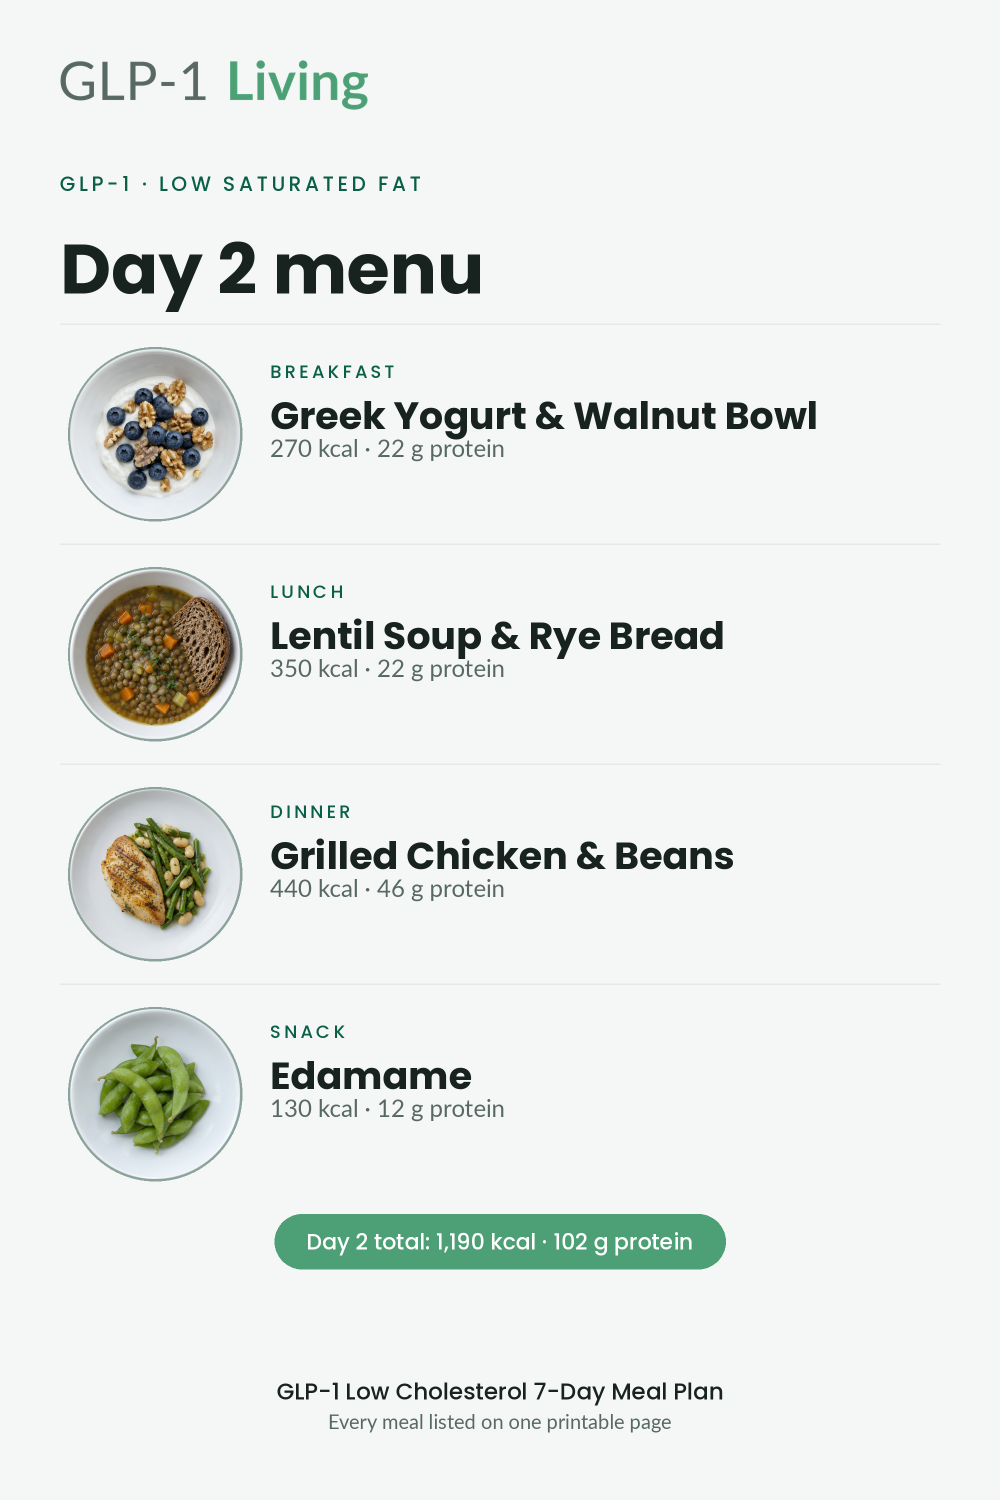 GLP-1 Living
GLP-1 · LOW SATURATED FAT
Day 2 menu
BREAKFAST
Greek Yogurt & Walnut Bowl
270 kcal · 22 g protein
LUNCH
Lentil Soup & Rye Bread
350 kcal · 22 g protein
DINNER
Grilled Chicken & Beans
440 kcal · 46 g protein
SNACK
Edamame
130 kcal · 12 g protein
Day 2 total: 1,190 kcal · 102 g protein
GLP-1 Low Cholesterol 7-Day Meal Plan
Every meal listed on one printable page